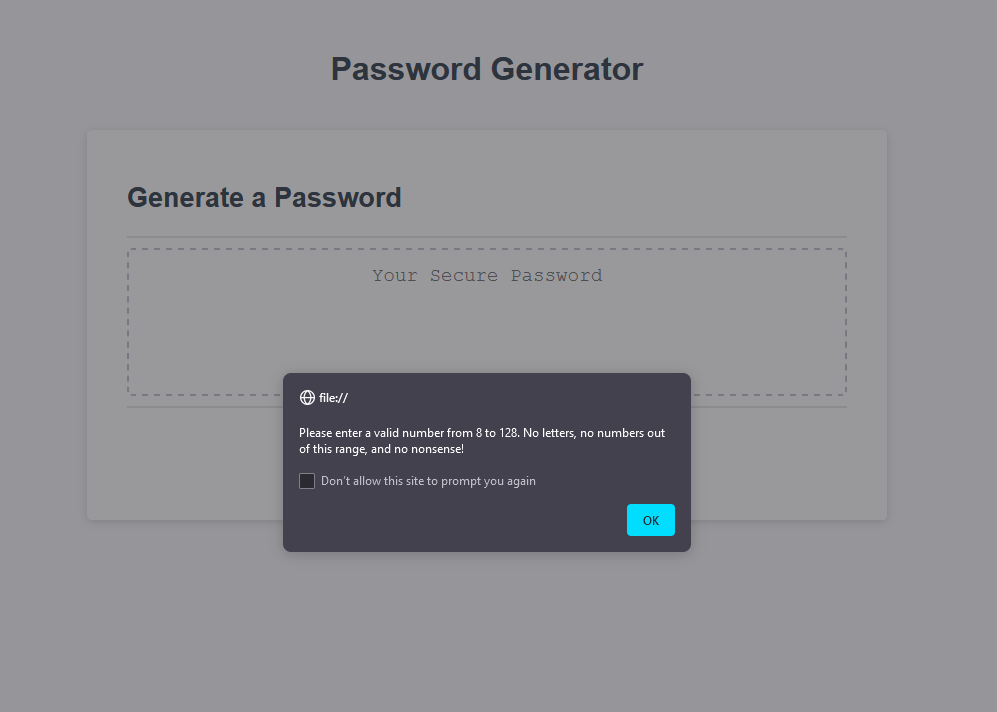 Password Generator
Generate a Password
Your Secure Password
file://
Please enter a valid number from 8 to 128. No letters, no numbers out
of this range, and no nonsense!
Don't allow this site to prompt you again
OK